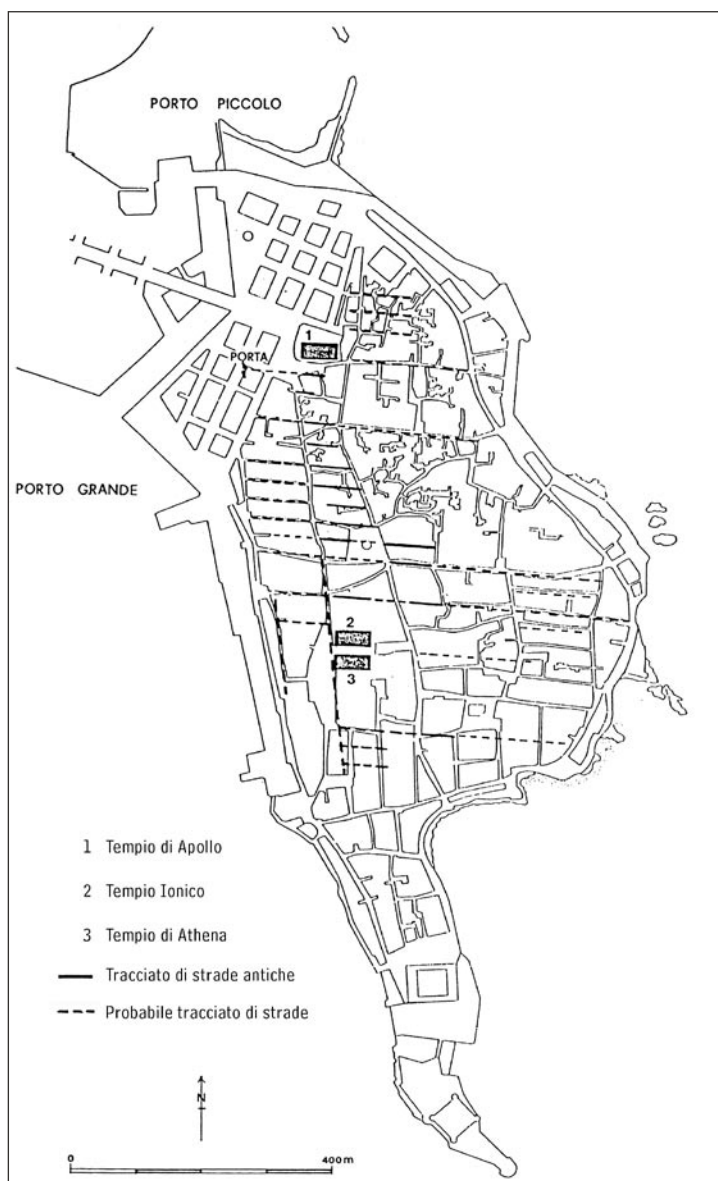 PORTO PICCOLO
1
PORTA
PORTO GRANDE
2
3
1 Tempio di Apollo
2 Tempio Ionico
3 Tempio di Athena
Tracciato di strade antiche
Probabile tracciato di strade
N
0 400 m